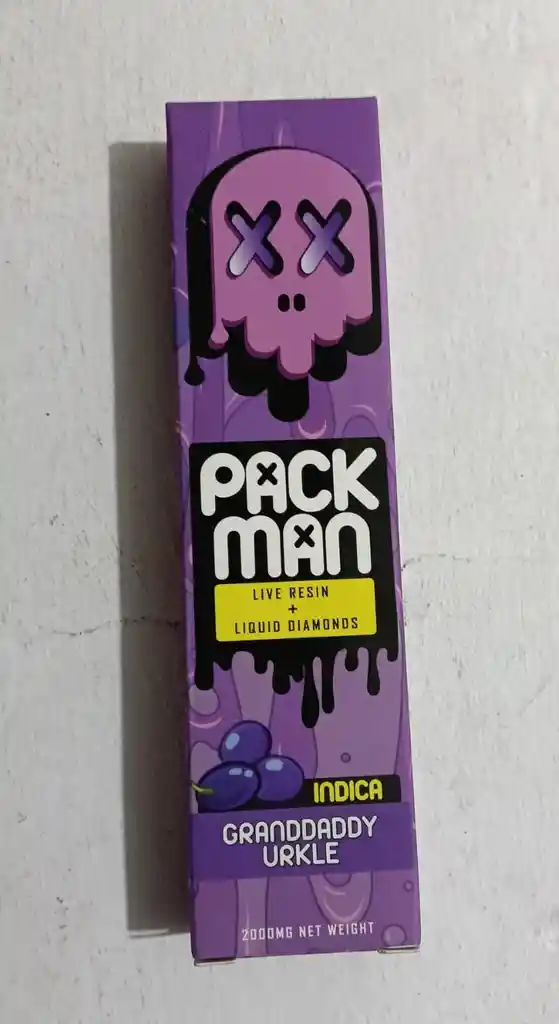 PACK
MAN
LIVE RESIN
+
LIQUID DIAMONDS
INDICA
GRANDDADDY
URKLE
2000MG NET WEIGHT